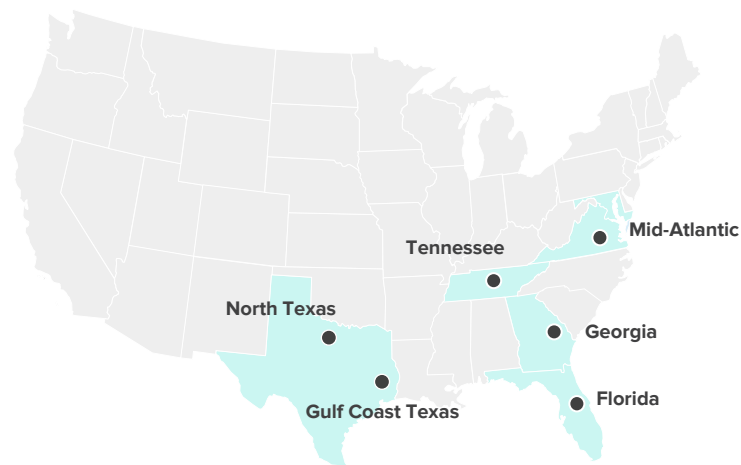 Mid-Atlantic
Tennessee
North Texas
Georgia
Florida
Gulf Coast Texas